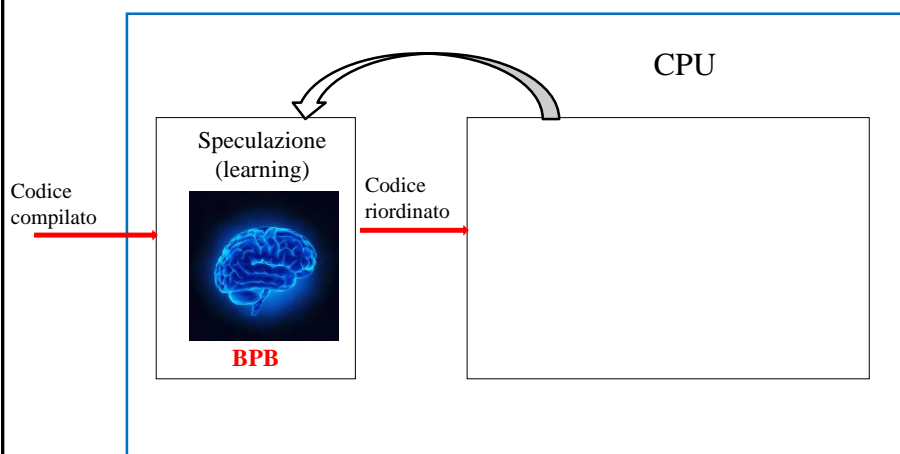 CPU
Speculazione
(learning)
Codice
compilato
Codice
riordinato
BPB